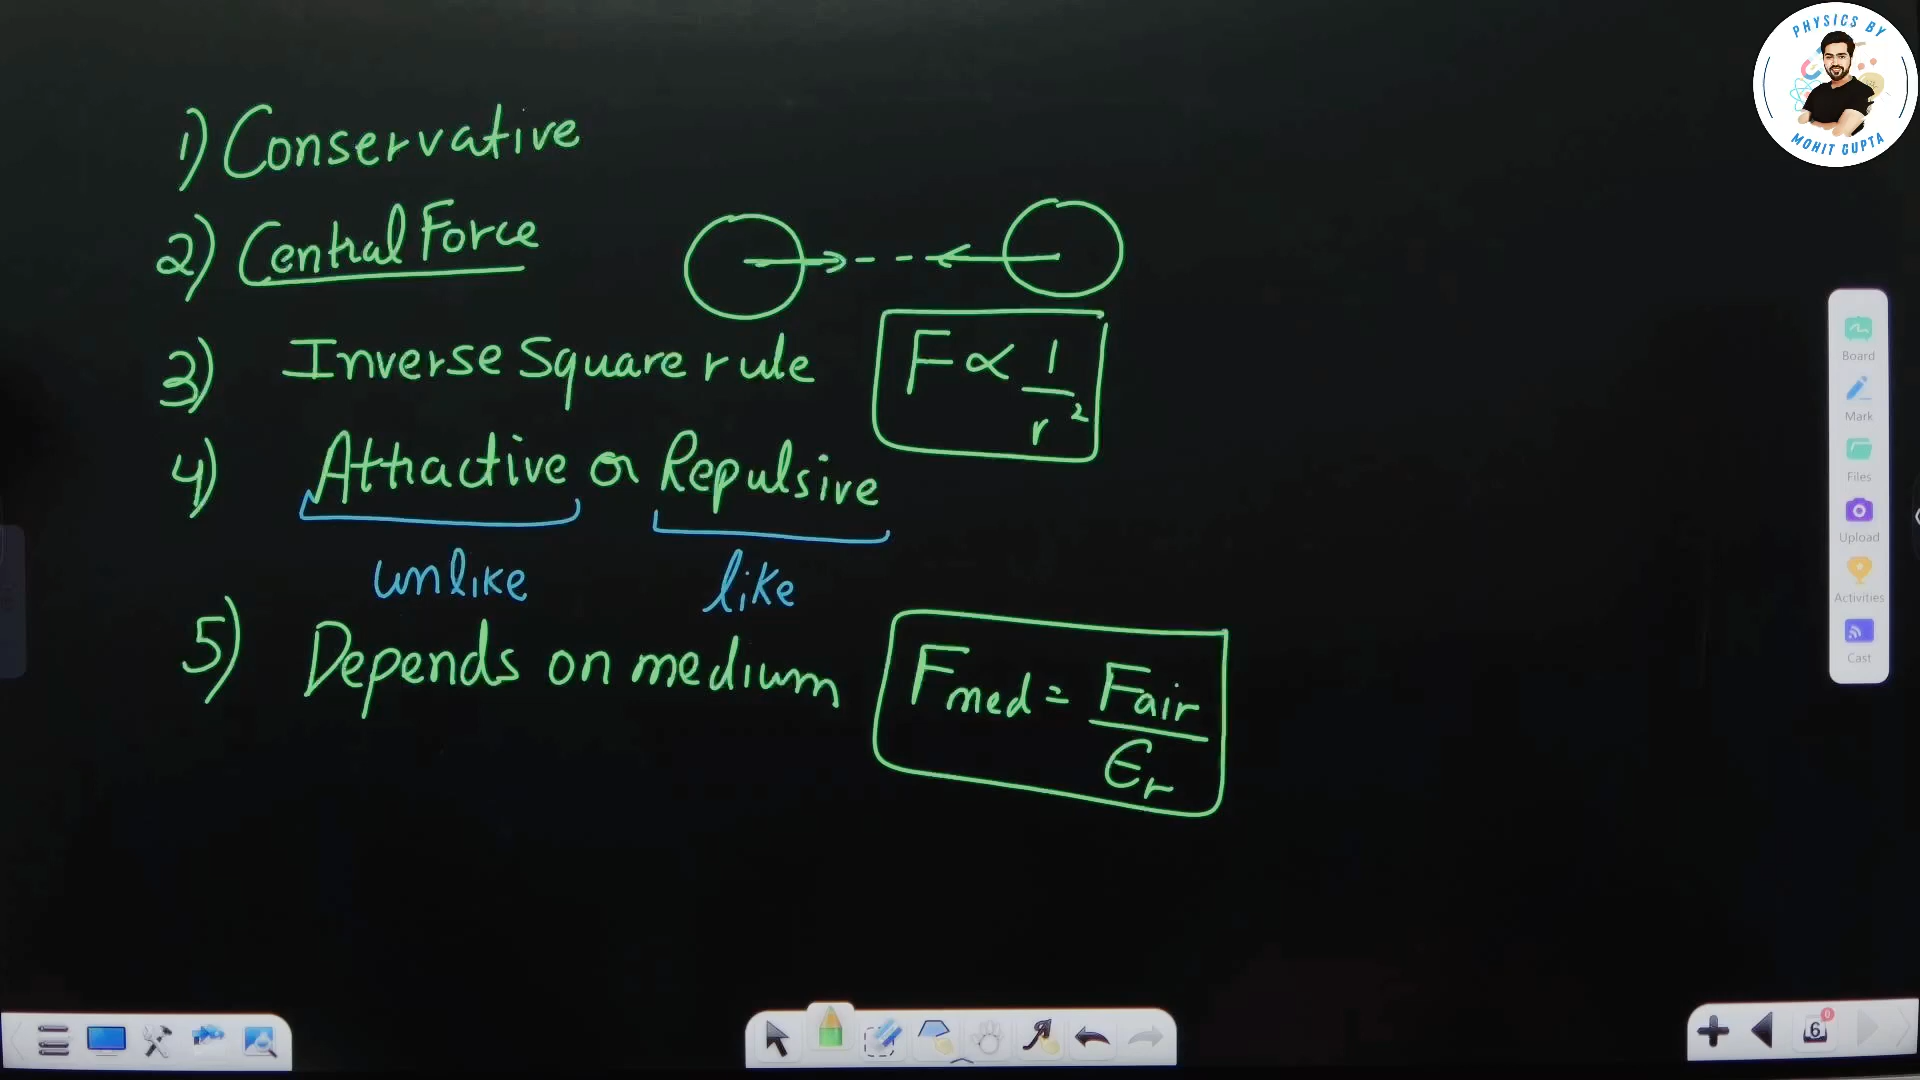 PHYSICS BY
MOHIT GUPTA
1) Conservative
2) Central Force
3) Inverse Square rule F ∝ 1/r²
4) Attractive or Repulsive
unlike like
5) Depends on medium Fmed = Fair/ϵr
Board
Mark
Files
Upload
Activities
Cast
6
0